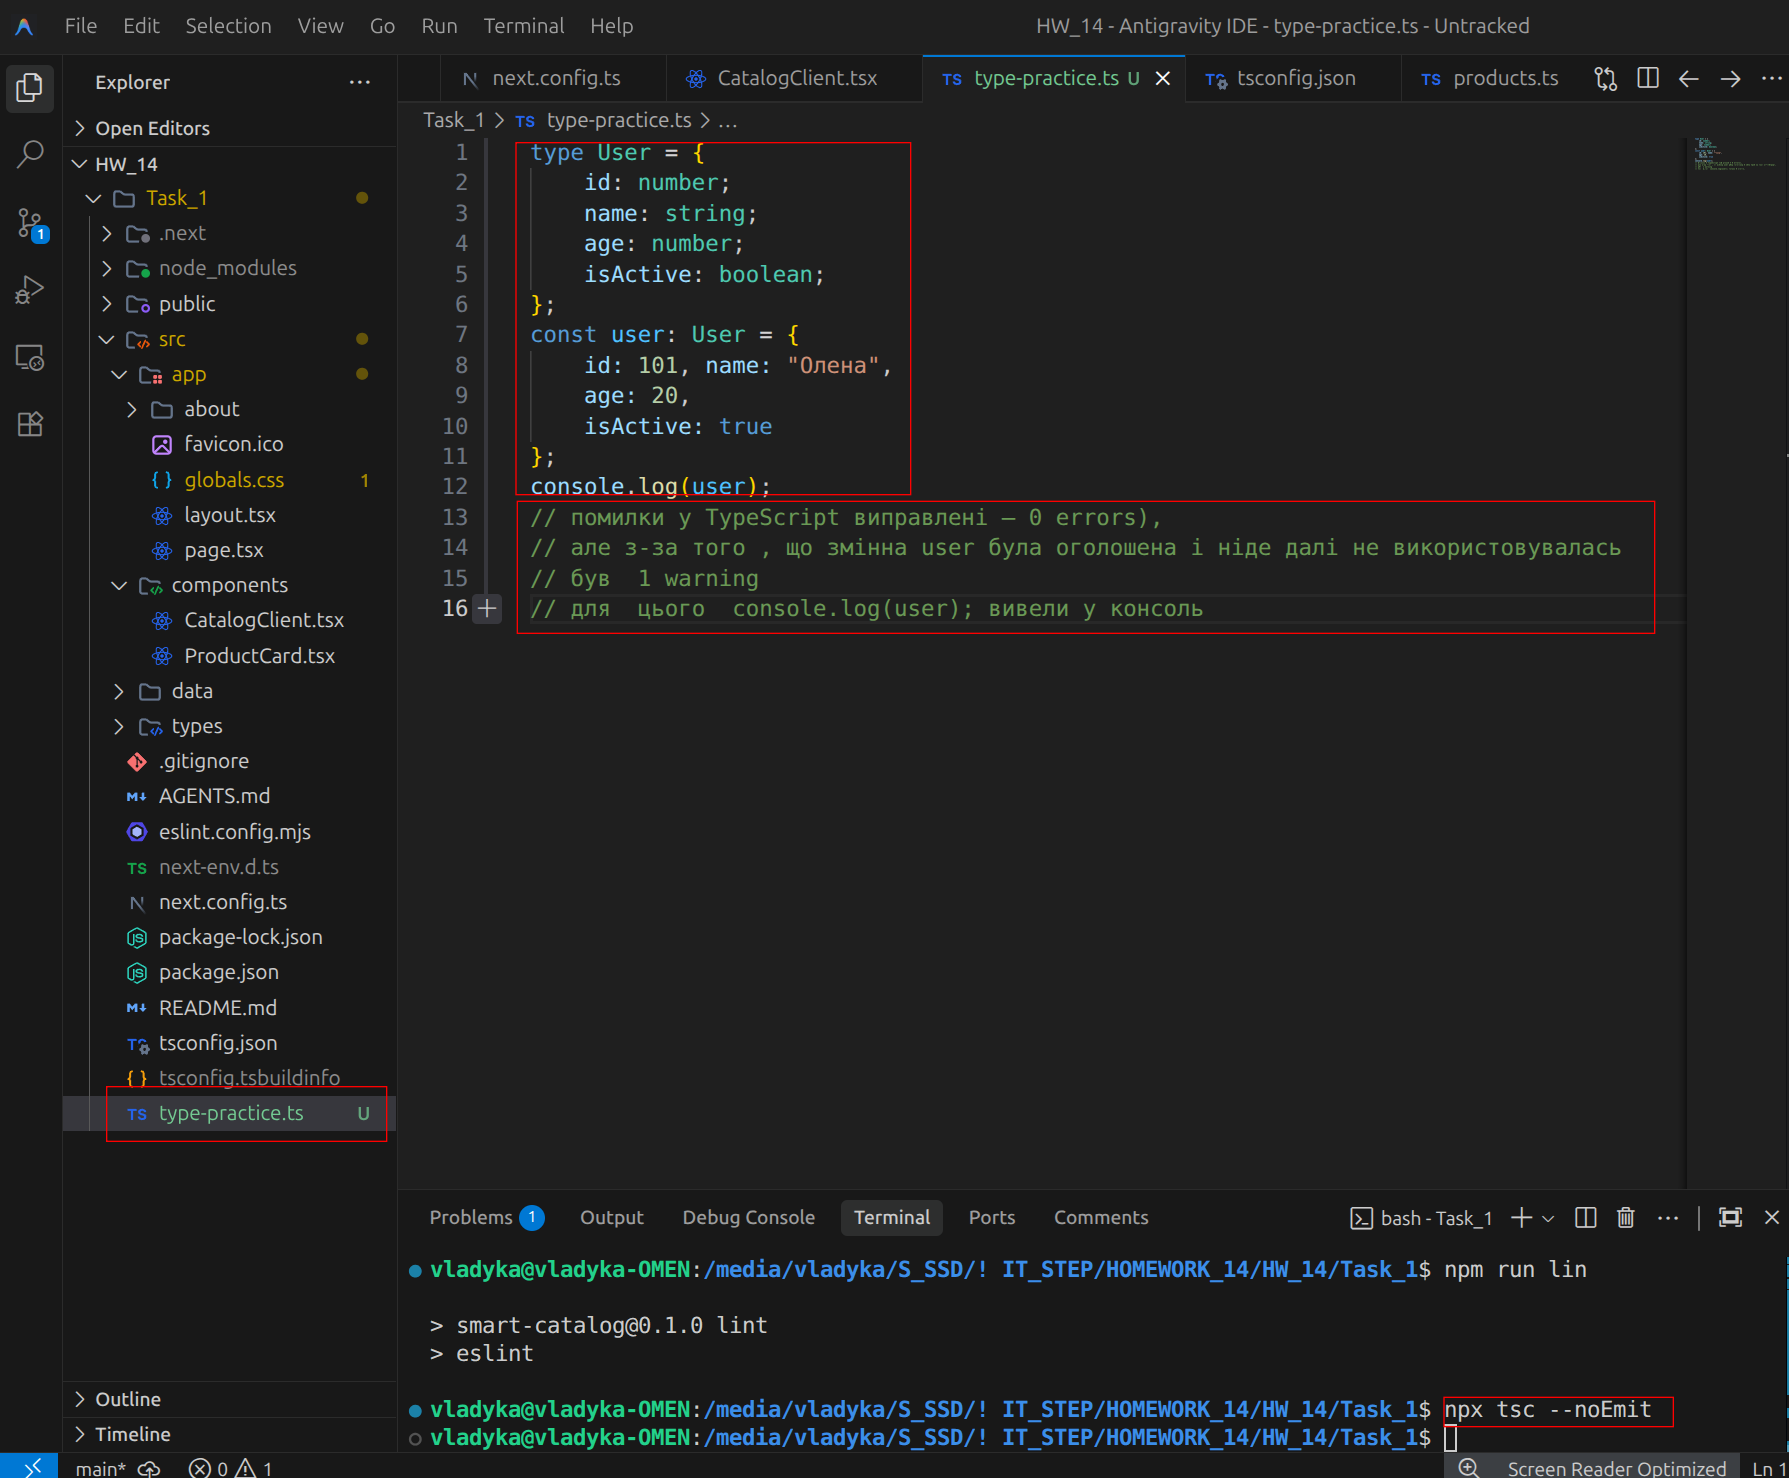 File Edit Selection View Go Run Terminal Help
HW_14 - Antigravity IDE - type-practice.ts - Untracked
Explorer
Open Editors
HW_14
Task_1
.next
node_modules
public
src
app
about
favicon.ico
globals.css 1
layout.tsx
page.tsx
components
CatalogClient.tsx
ProductCard.tsx
data
types
.gitignore
AGENTS.md
eslint.config.mjs
next-env.d.ts
next.config.ts
package-lock.json
package.json
README.md
tsconfig.json
tsconfig.tsbuildinfo
type-practice.ts U
Outline
Timeline
next.config.ts CatalogClient.tsx type-practice.ts U tsconfig.json products.ts
Task_1 > type-practice.ts > ...
1 type User = {
2 id: number;
3 name: string;
4 age: number;
5 isActive: boolean;
6 };
7 const user: User = {
8 id: 101, name: "Олена",
9 age: 20,
10 isActive: true
11 };
12 console.log(user);
13 // помилки у TypeScript виправлені — 0 errors),
14 // але з-за того , що змінна user була оголошена і ніде далі не використовувалась
15 // був  1 warning
16 // для  цього  console.log(user); вивели у консоль
Problems 1 Output Debug Console Terminal Ports Comments
bash - Task_1
vladyka@vladyka-OMEN:/media/vladyka/S_SSD/! IT_STEP/HOMEWORK_14/HW_14/Task_1$ npm run lin
> smart-catalog@0.1.0 lint
> eslint
vladyka@vladyka-OMEN:/media/vladyka/S_SSD/! IT_STEP/HOMEWORK_14/HW_14/Task_1$ npx tsc --noEmit
vladyka@vladyka-OMEN:/media/vladyka/S_SSD/! IT_STEP/HOMEWORK_14/HW_14/Task_1$
main* 0 1
Screen Reader Optimized
Ln 1